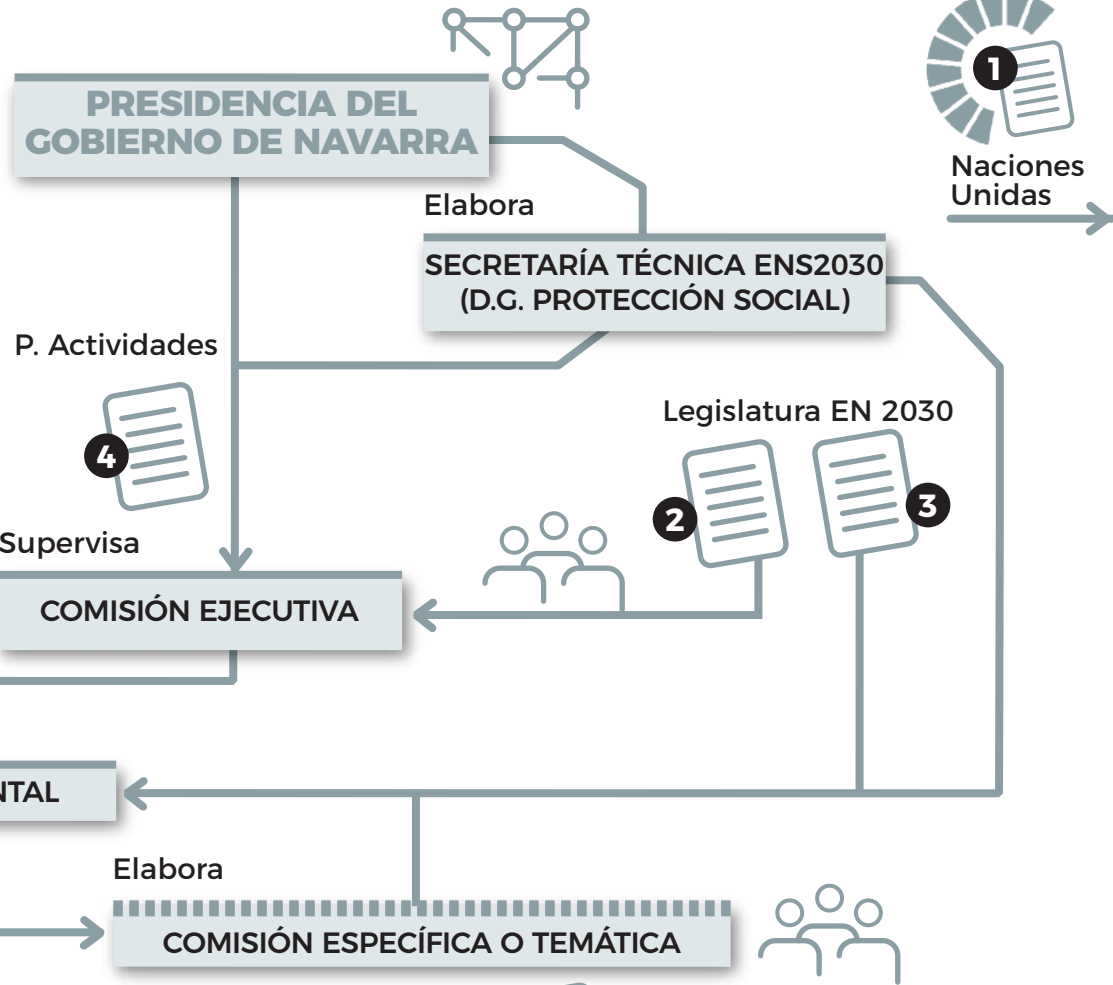 1
PRESIDENCIA DEL
GOBIERNO DE NAVARRA
Naciones
Unidas
Elabora
SECRETARÍA TÉCNICA ENS2030
(D.G. PROTECCIÓN SOCIAL)
P. Actividades
Legislatura EN 2030
4
2
3
Supervisa
COMISIÓN EJECUTIVA
NTAL
Elabora
COMISIÓN ESPECÍFICA O TEMÁTICA